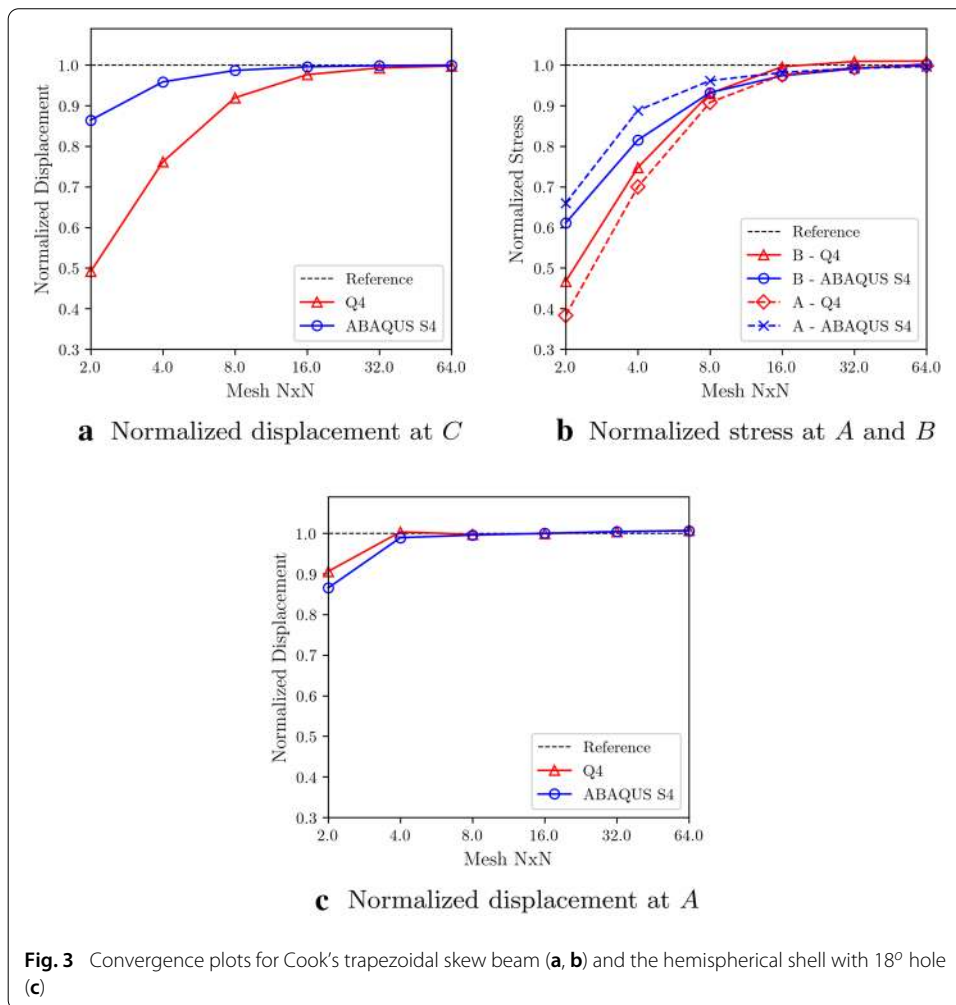 1.0
0.9
0.8
0.7
0.6
0.5
0.4
0.3
Normalized Displacement
Reference
Q4
ABAQUS S4
2.0 4.0 8.0 16.0 32.0 64.0
Mesh NxN
a Normalized displacement at C
1.0
0.9
0.8
0.7
0.6
0.5
0.4
0.3
Normalized Stress
Reference
B - Q4
B - ABAQUS S4
A - Q4
A - ABAQUS S4
2.0 4.0 8.0 16.0 32.0 64.0
Mesh NxN
b Normalized stress at A and B
1.0
0.9
0.8
0.7
0.6
0.5
0.4
0.3
Normalized Displacement
Reference
Q4
ABAQUS S4
2.0 4.0 8.0 16.0 32.0 64.0
Mesh NxN
c Normalized displacement at A
Fig. 3 Convergence plots for Cook's trapezoidal skew beam (a, b) and the hemispherical shell with 18º hole
(c)